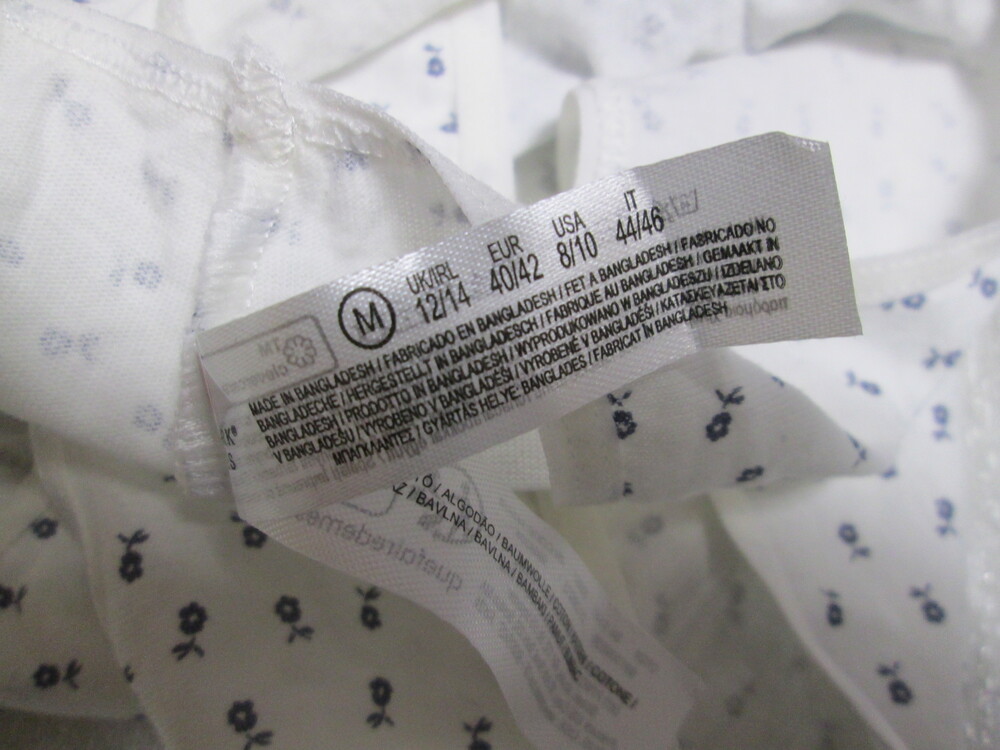 M
UK/IRL EUR USA IT
12/14 40/42 8/10 44/46
MADE IN BANGLADESH / FABRICADO EN BANGLADESH / FET A BANGLADESH / FABRICADO NO
BANGLADECHE / HERGESTELLT IN BANGLADESCH / FABRIQUE AU BANGLADESH / GEMAAKT IN
BANGLADESH / PRODOTTO IN BANGLADESH / WYPRODUKOWANO W BANGLADESZU / IZDELANO
V BANGLADEŠU / VYROBENO V BANGLADÉŠI / VYROBENÉ V BANGLADÉŠI / ΚΑΤΑΣΚΕΥΑΖΕΤΑΙ ΣΤΟ
ΜΠΑΓΚΛΑΝΤΕΣ / GYÁRTÁS HELYE: BANGLADES / FABRICAT ÎN BANGLADESH
/ ALGODÃO / BAUMWOLLE /
/ BAVLNA / BAVLNA /